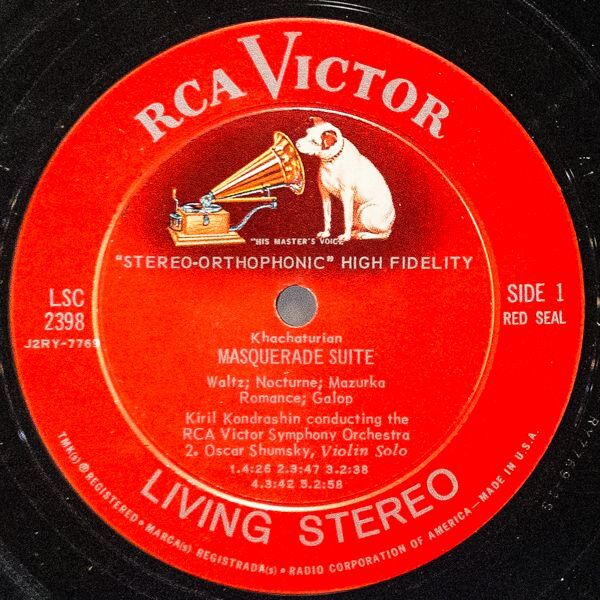 RCA VICTOR
"HIS MASTER'S VOICE"
"STEREO-ORTHOPHONIC" HIGH FIDELITY
LSC
2398
J2RY-7769
SIDE 1
RED SEAL
Khachaturian
MASQUERADE SUITE
Waltz; Nocturne; Mazurka
Romance; Galop
Kiril Kondrashin conducting the
RCA Victor Symphony Orchestra
2. Oscar Shumsky, Violin Solo
1.4:26 2.3:47 3.2:38
4.3:42 5.2:58
LIVING STEREO
TMK(s) ® REGISTERED • MARCA(s) REGISTRADA(s) • RADIO CORPORATION OF AMERICA—MADE IN U.S.A.